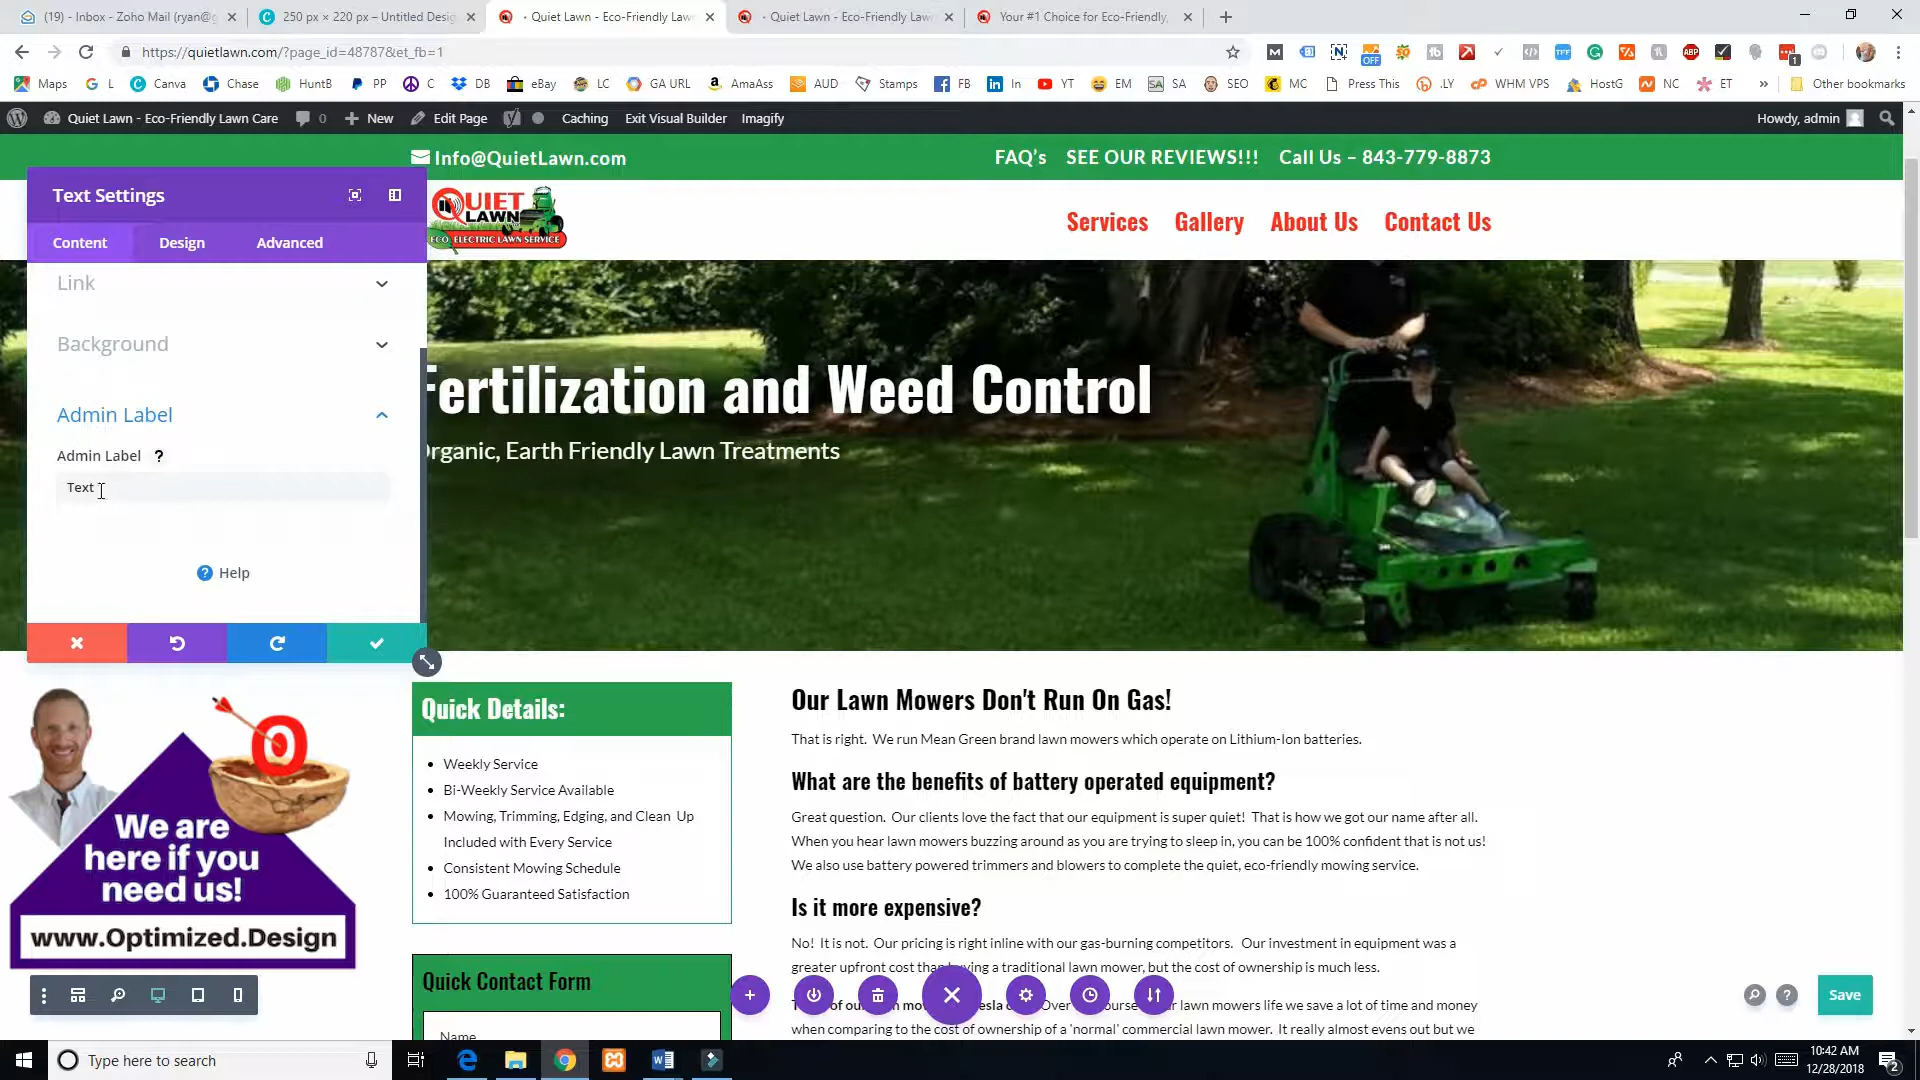 (19) - Inbox - Zoho Mail (ryan@g
250 px × 220 px – Untitled Desig
Quiet Lawn - Eco-Friendly Law
Quiet Lawn - Eco-Friendly Law
Your #1 Choice for Eco-Friendly,
https://quietlawn.com/?page_id=48787&et_fb=1
Maps
L
Canva
Chase
HuntB
PP
C
DB
eBay
LC
GA URL
AmaAss
AUD
Stamps
FB
In
YT
EM
SA
SEO
MC
Press This
.LY
WHM VPS
HostG
NC
ET
Other bookmarks
Quiet Lawn - Eco-Friendly Lawn Care
0
New
Edit Page
Caching
Exit Visual Builder
Imagify
Howdy, admin
Info@QuietLawn.com
FAQ’s
SEE OUR REVIEWS!!!
Call Us – 843-779-8873
QUIET
LAWN
ECO ELECTRIC LAWN SERVICE
Services
Gallery
About Us
Contact Us
Text Settings
Content
Design
Advanced
Link
Background
Admin Label
Admin Label ?
Text
Help
Fertilization and Weed Control
Organic, Earth Friendly Lawn Treatments
We are
here if you
need us!
www.Optimized.Design
Quick Details:
Weekly Service
Bi-Weekly Service Available
Mowing, Trimming, Edging, and Clean Up
Included with Every Service
Consistent Mowing Schedule
100% Guaranteed Satisfaction
Quick Contact Form
Name
Our Lawn Mowers Don't Run On Gas!
That is right. We run Mean Green brand lawn mowers which operate on Lithium-Ion batteries.
What are the benefits of battery operated equipment?
Great question. Our clients love the fact that our equipment is super quiet! That is how we got our name after all.
When you hear lawn mowers buzzing around as you are trying to sleep in, you can be 100% confident that is not us!
We also use battery powered trimmers and blowers to complete the quiet, eco-friendly mowing service.
Is it more expensive?
No! It is not. Our pricing is right inline with our gas-burning competitors. Our investment in equipment was a
greater upfront cost than buying a traditional lawn mower, but the cost of ownership is much less.
of our lawn mo Over lawn mowers life we save a lot of time and money
when comparing to the cost of ownership of a 'normal' commercial lawn mower. It really almost evens out but we
Save
Type here to search
10:42 AM
12/28/2018
2